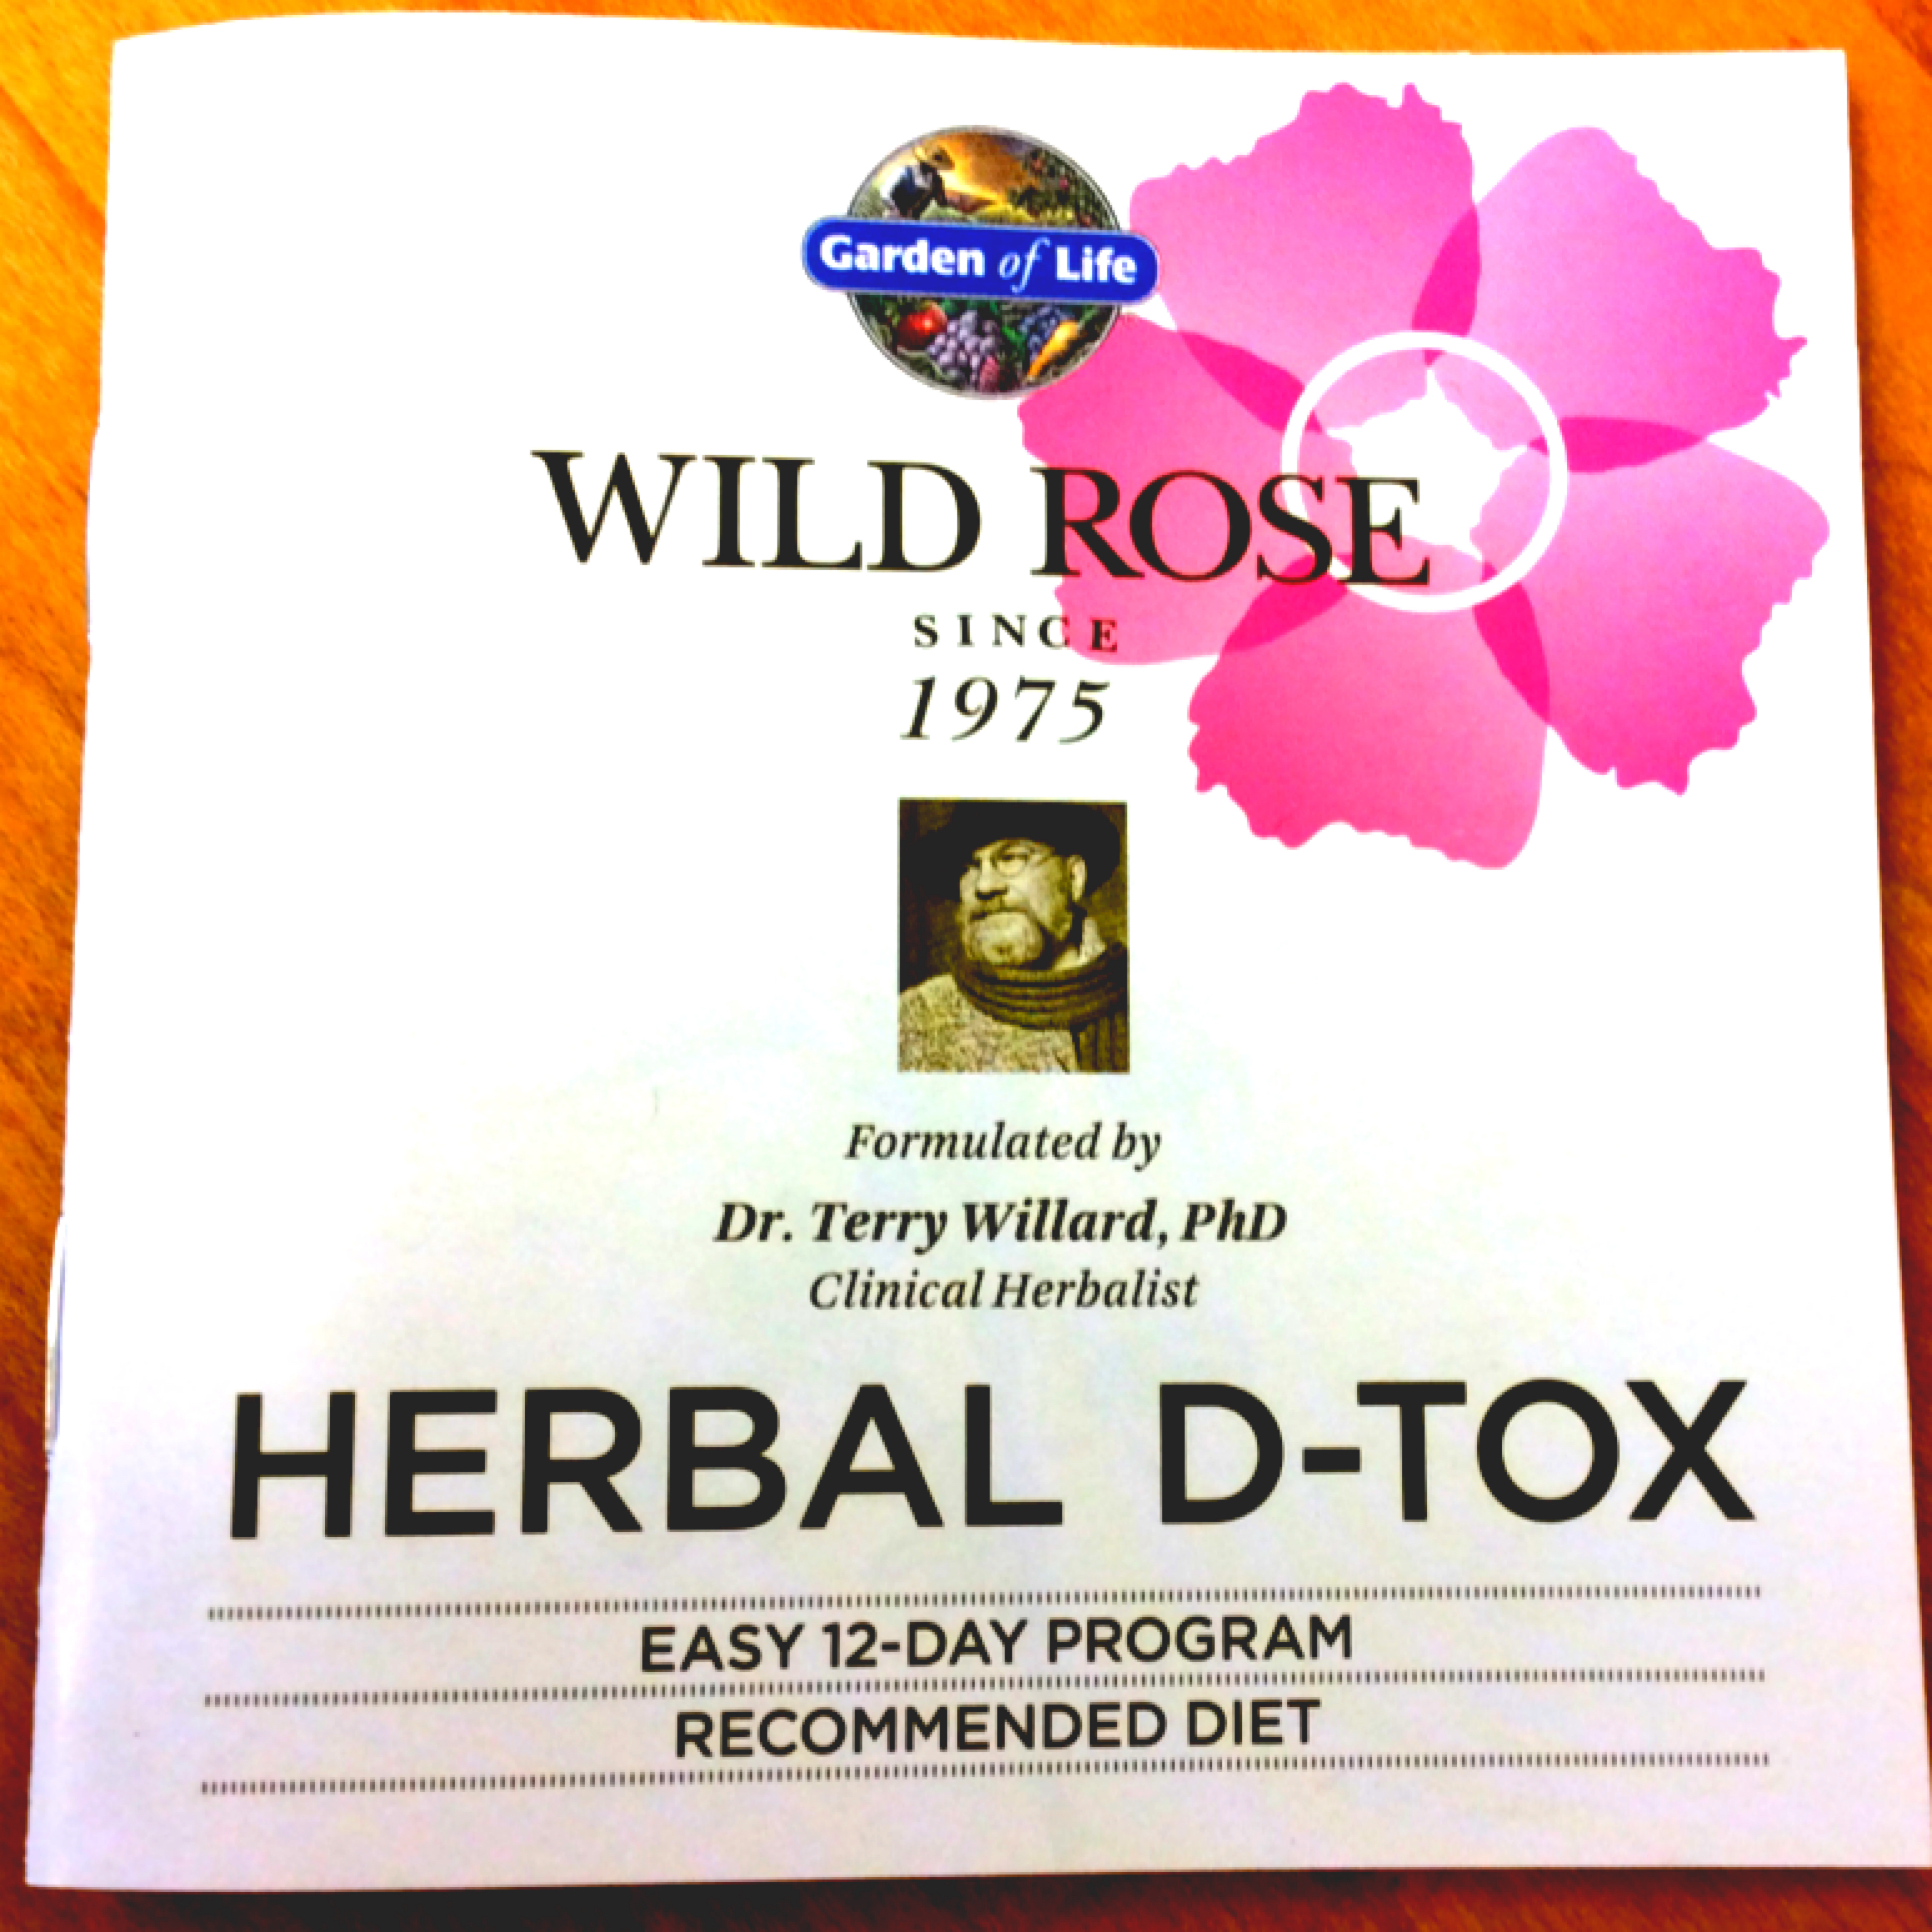 Garden of Life
WILD ROSE
SINCE
1975
Formulated by
Dr. Terry Willard, PhD
Clinical Herbalist
HERBAL D-TOX
EASY 12-DAY PROGRAM
RECOMMENDED DIET